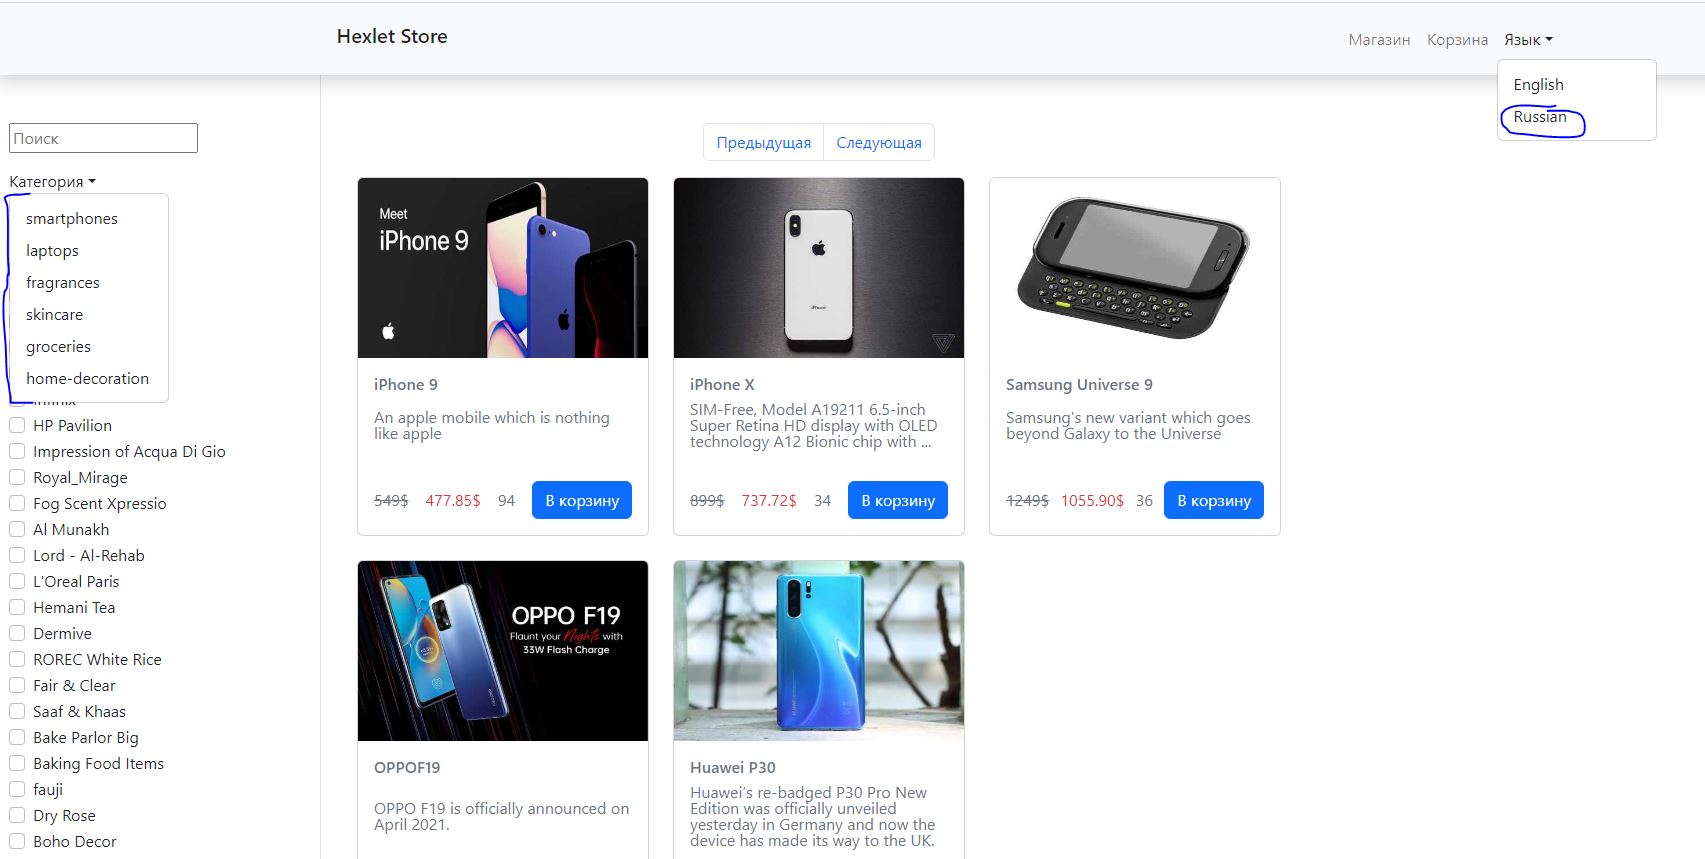 Hexlet Store
Магазин Корзина Язык
English
Russian
Поиск
Категория
smartphones
laptops
fragrances
skincare
groceries
home-decoration
HP Pavilion
Impression of Acqua Di Gio
Royal_Mirage
Fog Scent Xpressio
Al Munakh
Lord - Al-Rehab
L'Oreal Paris
Hemani Tea
Dermive
ROREC White Rice
Fair & Clear
Saaf & Khaas
Bake Parlor Big
Baking Food Items
fauji
Dry Rose
Boho Decor
Предыдущая Следующая
Meet
iPhone 9
iPhone 9
An apple mobile which is nothing
like apple
549$ 477.85$ 94 В корзину
iPhone
iPhone X
SIM-Free, Model A19211 6.5-inch
Super Retina HD display with OLED
technology A12 Bionic chip with ...
899$ 737.72$ 34 В корзину
Samsung Universe 9
Samsung's new variant which goes
beyond Galaxy to the Universe
1249$ 1055.90$ 36 В корзину
OPPO F19
Flaunt your Nights with
33W Flash Charge
OPPOF19
OPPO F19 is officially announced on
April 2021.
Huawei P30
Huawei’s re-badged P30 Pro New
Edition was officially unveiled
yesterday in Germany and now the
device has made its way to the UK.